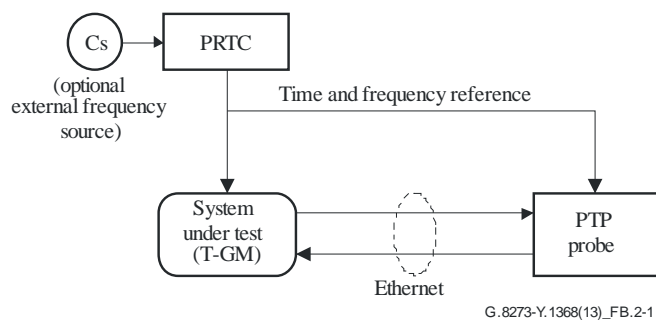 Cs
PRTC
(optional
external frequency
source)
Time and frequency reference
System
under test
(T-GM)
PTP
probe
Ethernet
G.8273-Y.1368(13)_FB.2-1